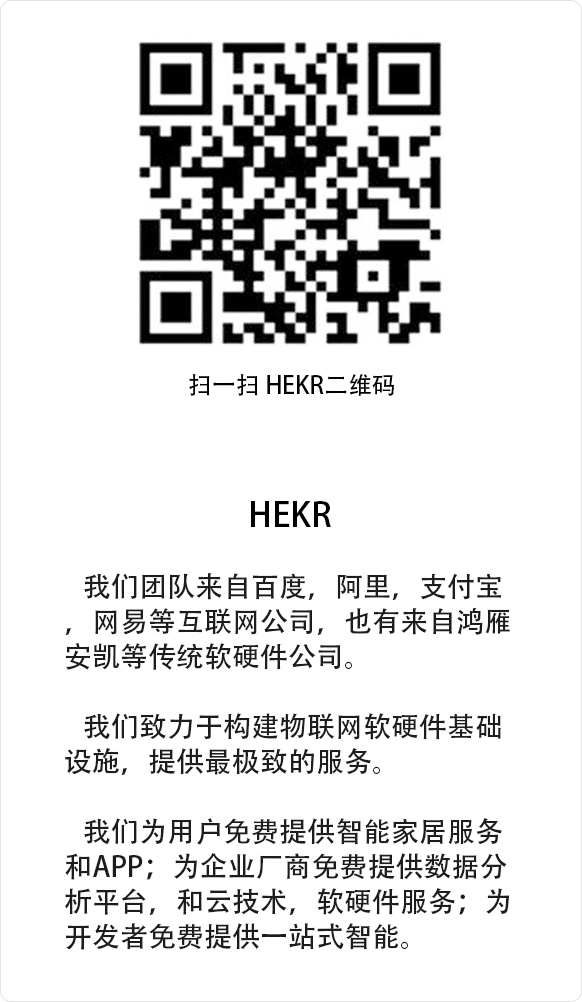 扫一扫 HEKR二维码
HEKR
我们团队来自百度，阿里，支付宝
，网易等互联网公司，也有来自鸿雁
安凯等传统软硬件公司。
我们致力于构建物联网软硬件基础
设施，提供最极致的服务。
我们为用户免费提供智能家居服务
和APP；为企业厂商免费提供数据分
析平台，和云技术，软硬件服务；为
开发者免费提供一站式智能。